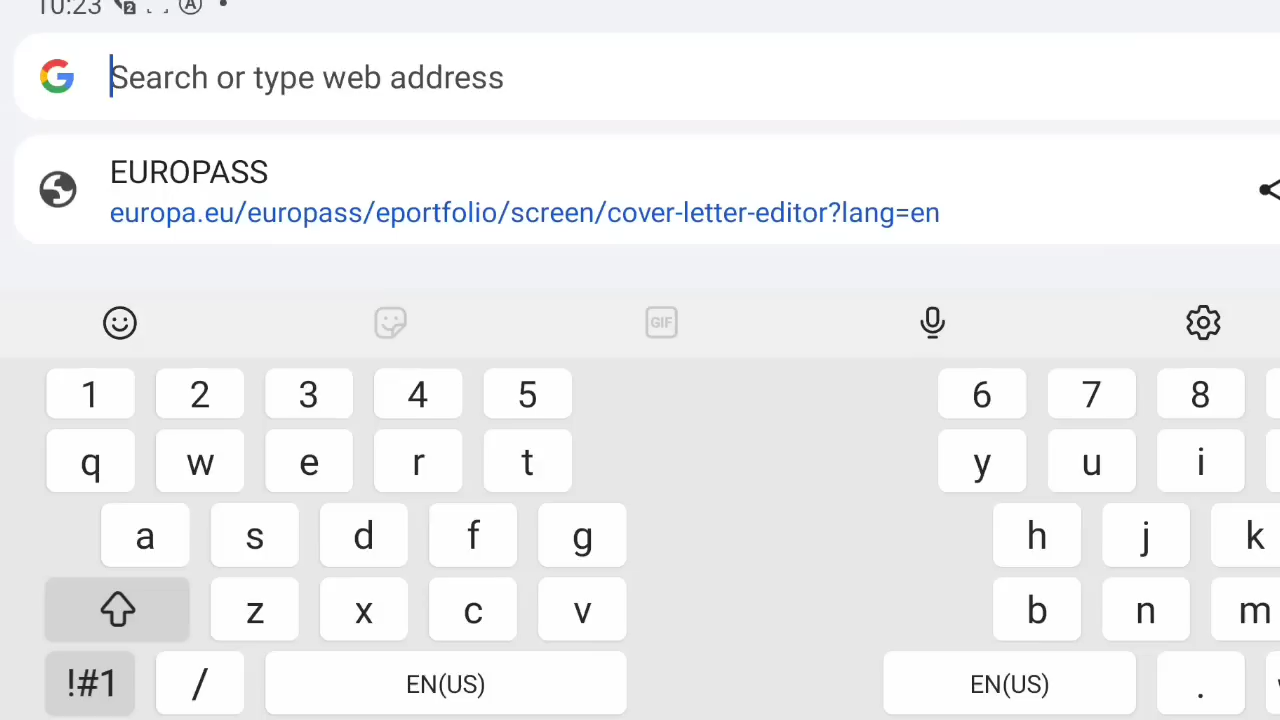 10:23
Search or type web address
EUROPASS
europa.eu/europass/eportfolio/screen/cover-letter-editor?lang=en
GIF
1 2 3 4 5 6 7 8
q w e r t y u i
a s d f g h j k
z x c v b n m
!#1 / EN(US) EN(US) .